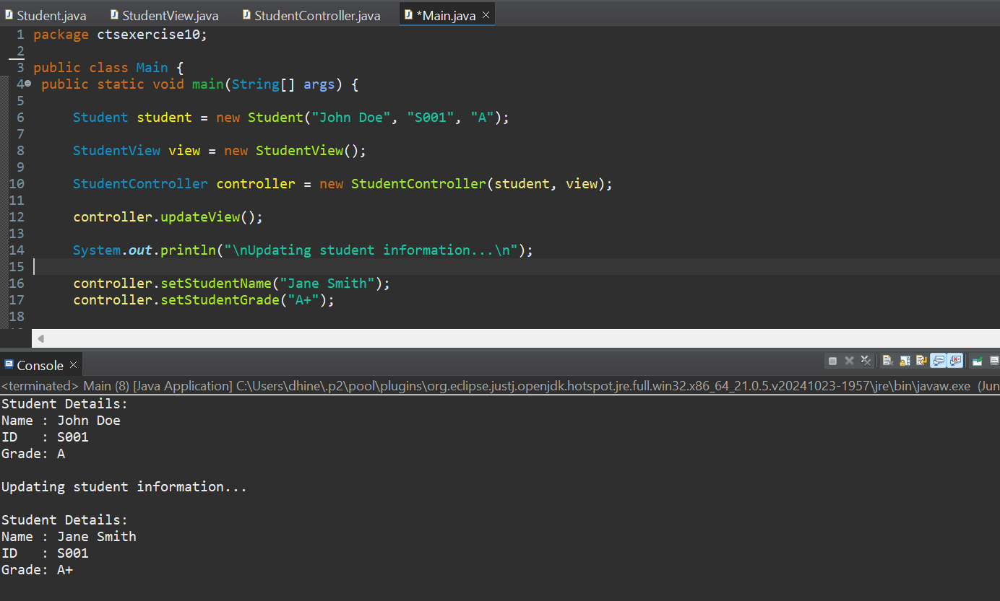 Student.java StudentView.java StudentController.java *Main.java
1 package ctsexercise10;
2
3 public class Main {
4 public static void main(String[] args) {
5
6 Student student = new Student("John Doe", "S001", "A");
7
8 StudentView view = new StudentView();
9
10 StudentController controller = new StudentController(student, view);
11
12 controller.updateView();
13
14 System.out.println("\nUpdating student information...\n");
15
16 controller.setStudentName("Jane Smith");
17 controller.setStudentGrade("A+");
18
Console
<terminated> Main (8) [Java Application] C:\Users\dhine\.p2\pool\plugins\org.eclipse.justj.openjdk.hotspot.jre.full.win32.x86_64_21.0.5.v20241023-1957\jre\bin\javaw.exe (Jun
Student Details:
Name : John Doe
ID   : S001
Grade: A
Updating student information...
Student Details:
Name : Jane Smith
ID   : S001
Grade: A+